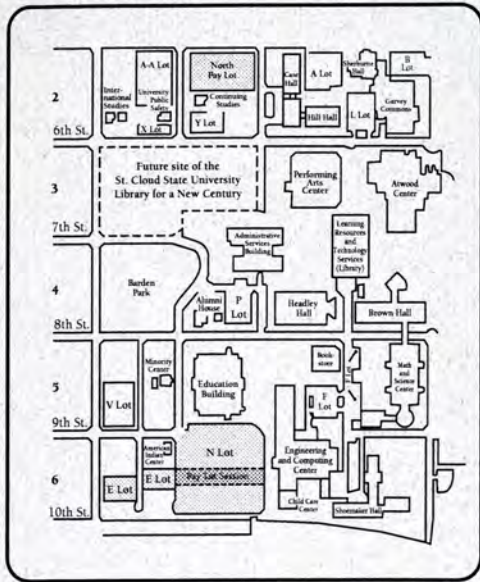 2
6th St.
Inter-
national
Studies
A-A Lot
University
Public
Safety
X Lot
North
Pay Lot
Continuing
Studies
Y Lot
Case
Hall
A Lot
Hill Hall
Sherburne
Hall
L Lot
B
Lot
Garvey
Commons
3
7th St.
Future site of the
St. Cloud State University
Library for a New Century
Performing
Arts
Center
Atwood
Center
Administrative
Services
Building
Learning
Resources
and
Technology
Services
(Library)
4
8th St.
Barden
Park
Alumni
House
P
Lot
Headley
Hall
Brown Hall
5
9th St.
V Lot
Minority
Center
Education
Building
Book-
store
F
Lot
F Lot
Math
and
Science
Center
6
10th St.
E Lot
American
Indian
Center
E Lot
N Lot
Pay Lot Session
Engineering
and Computing
Center
Child Care
Center
Shoemaker Hall